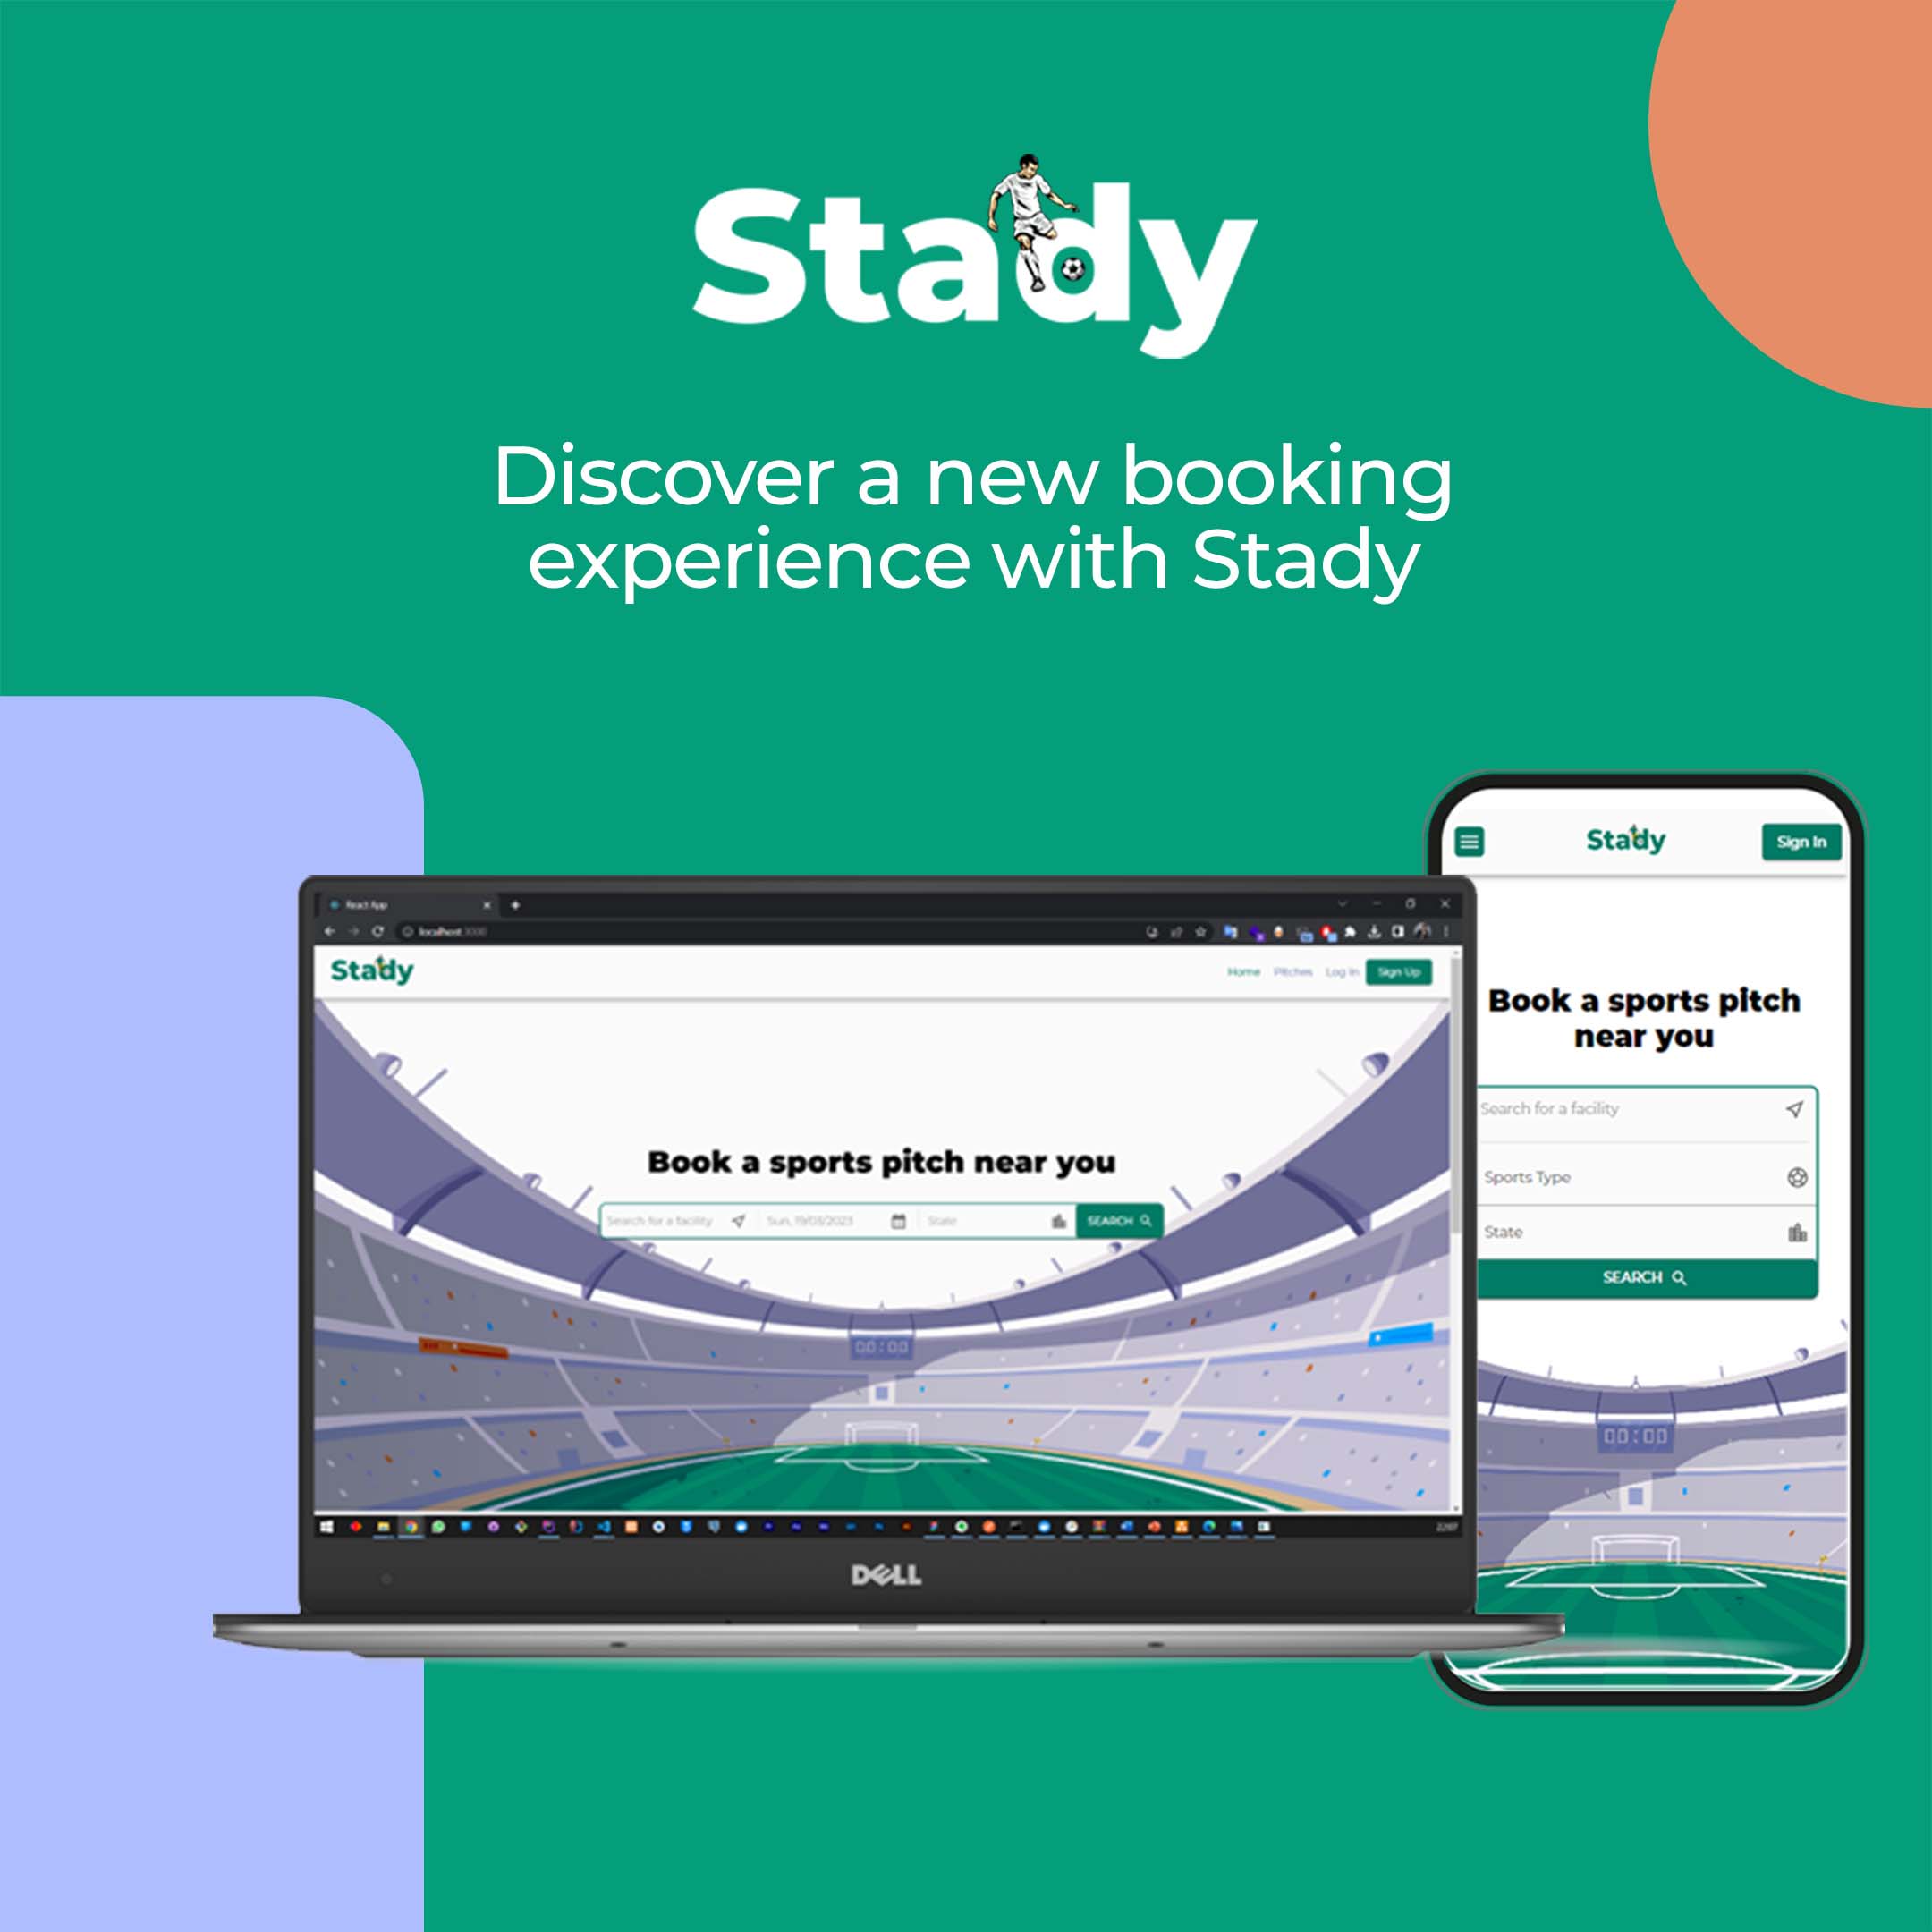 Stady
Discover a new booking
experience with Stady
Stady
Sign In
Book a sports pitch
near you
Search for a facility
Sports Type
State
SEARCH
00:00
React App
localhost:3000
Stady
Home Pitches Log In Sign Up
Book a sports pitch near you
Search for a facility Sun, 19/03/2023 State SEARCH
00:00
22:07
DELL